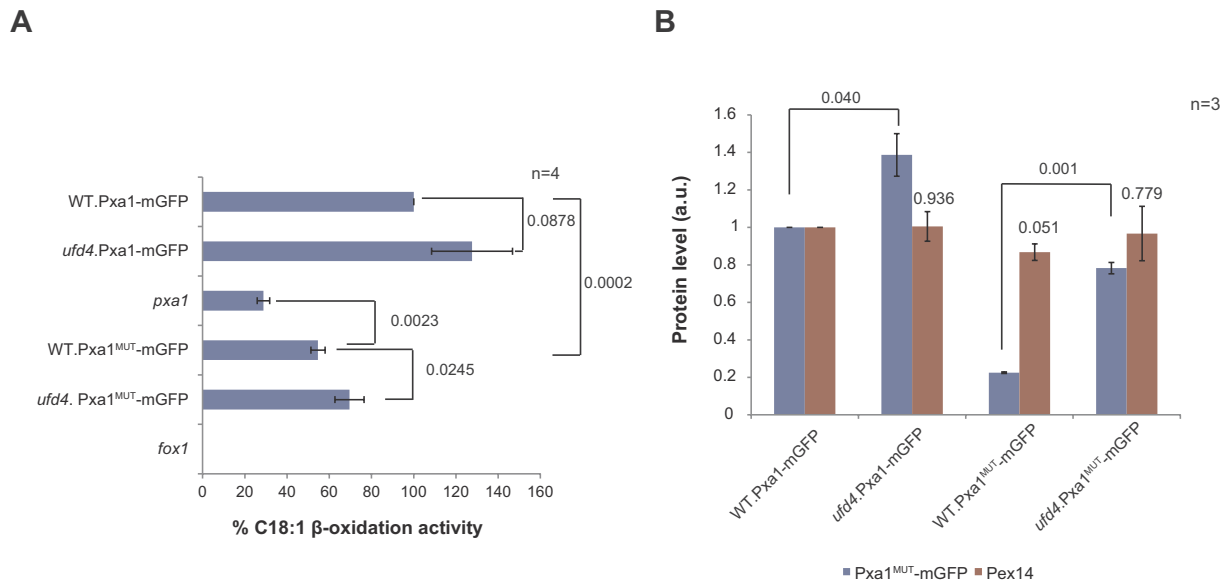 A
n=4
WT.Pxa1-mGFP
ufd4.Pxa1-mGFP
pxa1
WT.Pxa1MUT-mGFP
ufd4. Pxa1MUT-mGFP
fox1
0.0878
0.0002
0.0023
0.0245
0 20 40 60 80 100 120 140 160
% C18:1 β-oxidation activity
B
n=3
Protein level (a.u.)
1.6
1.4
1.2
1
0.8
0.6
0.4
0.2
0
0.040
0.936
0.001
0.051
0.779
WT.Pxa1-mGFP
ufd4.Pxa1-mGFP
WT.Pxa1MUT-mGFP
ufd4.Pxa1MUT-mGFP
Pxa1MUT-mGFP Pex14